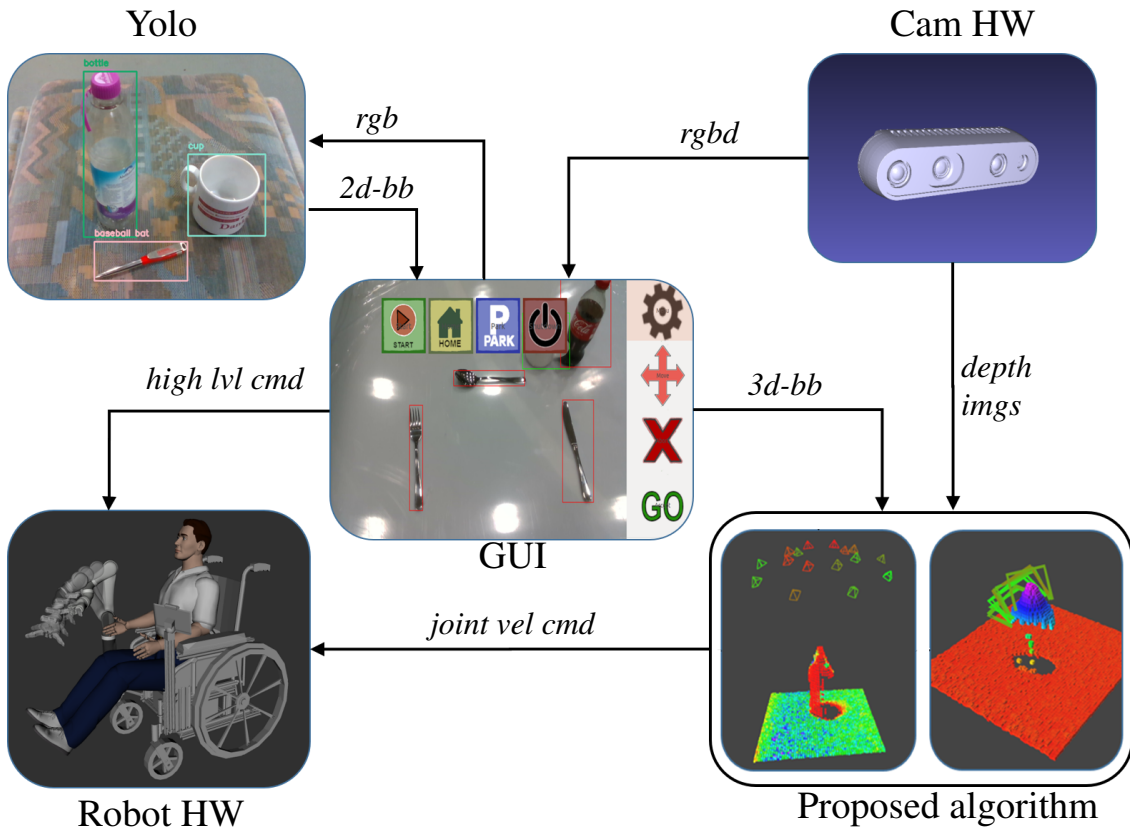 Yolo
Cam HW
bottle
cup
baseball bat
rgb
2d-bb
rgbd
START
HOME
P
Park
PARK
high lvl cmd
3d-bb
depth
imgs
X
GO
GUI
joint vel cmd
Robot HW
Proposed algorithm